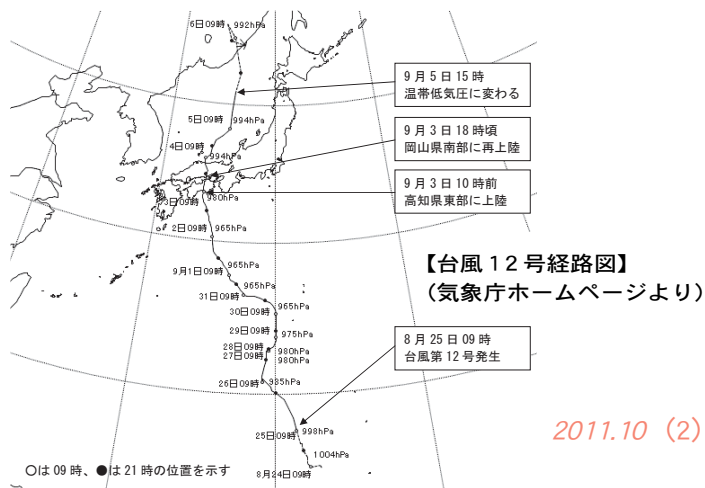 6日09時 992hPa
9月5日15時
温帯低気圧に変わる
5日09時 994hPa
9月3日18時頃
岡山県南部に再上陸
4日09時
994hPa
9月3日10時前
高知県東部に上陸
3日09時 980hPa
2日09時 965hPa
【台風12号経路図】
(気象庁ホームページより)
9月1日09時 965hPa
965hPa
31日09時
965hPa
30日09時
29日09時 975hPa
8月25日09時
台風第12号発生
28日09時 980hPa
27日09時 980hPa
26日09時 985hPa
25日09時 998hPa
2011.10 (2)
1004hPa
○は09時、●は21時の位置を示す
8月24日09時